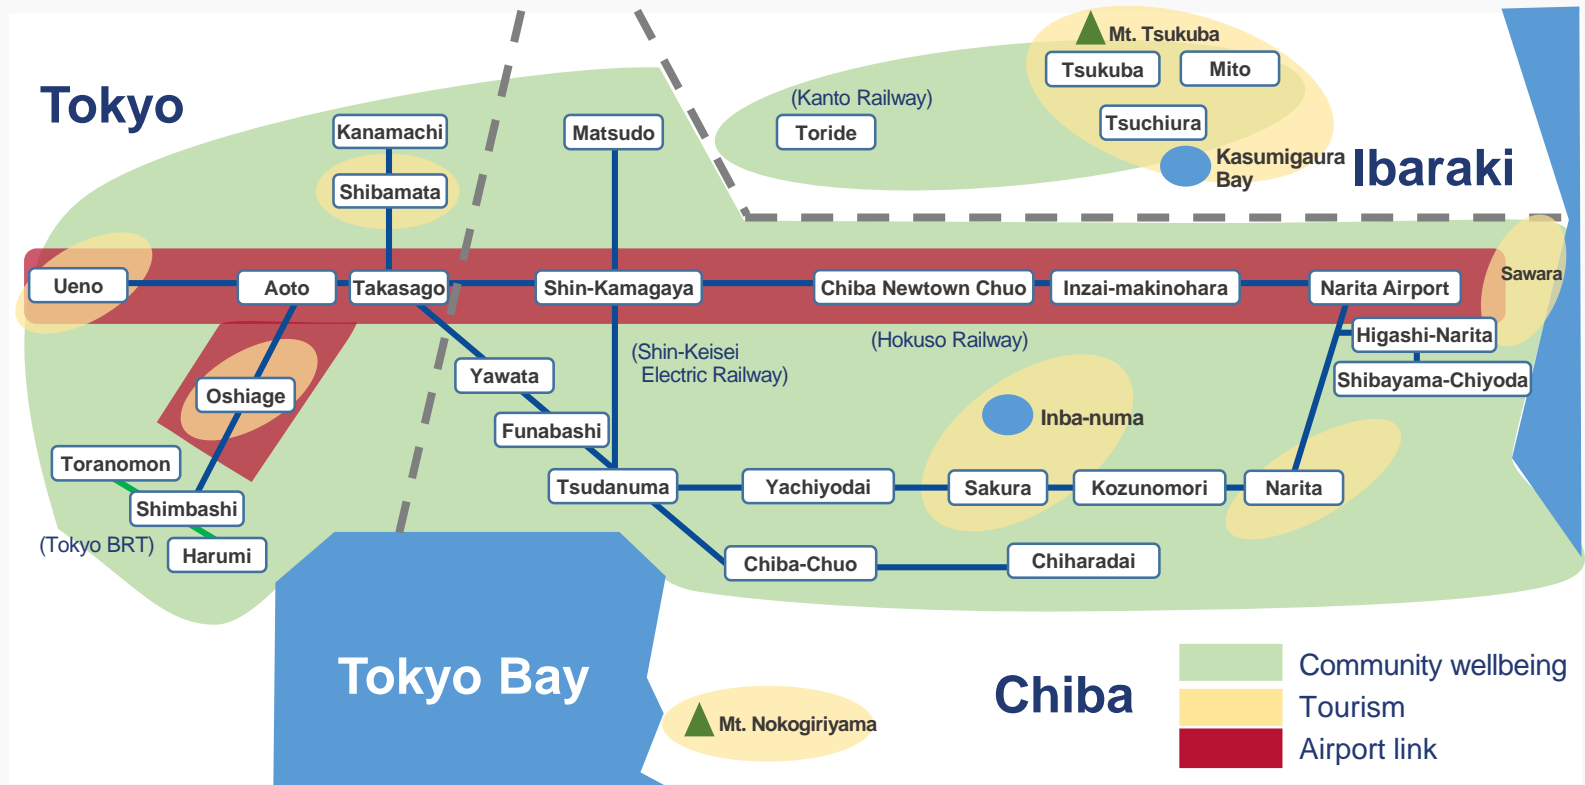 Mt. Tsukuba
Tsukuba
Mito
Tokyo
(Kanto Railway)
Kanamachi
Matsudo
Toride
Tsuchiura
Kasumigaura
Bay
Ibaraki
Shibamata
Ueno
Aoto
Takasago
Shin-Kamagaya
Chiba Newtown Chuo
Inzai-makinohara
Narita Airport
Sawara
(Hokuso Railway)
Higashi-Narita
(Shin-Keisei
Electric Railway)
Shibayama-Chiyoda
Yawata
Oshiage
Inba-numa
Funabashi
Toranomon
Tsudanuma
Yachiyodai
Sakura
Kozunomori
Narita
Shimbashi
(Tokyo BRT)
Harumi
Chiba-Chuo
Chiharadai
Tokyo Bay
Chiba
Mt. Nokogiriyama
Community wellbeing
Tourism
Airport link